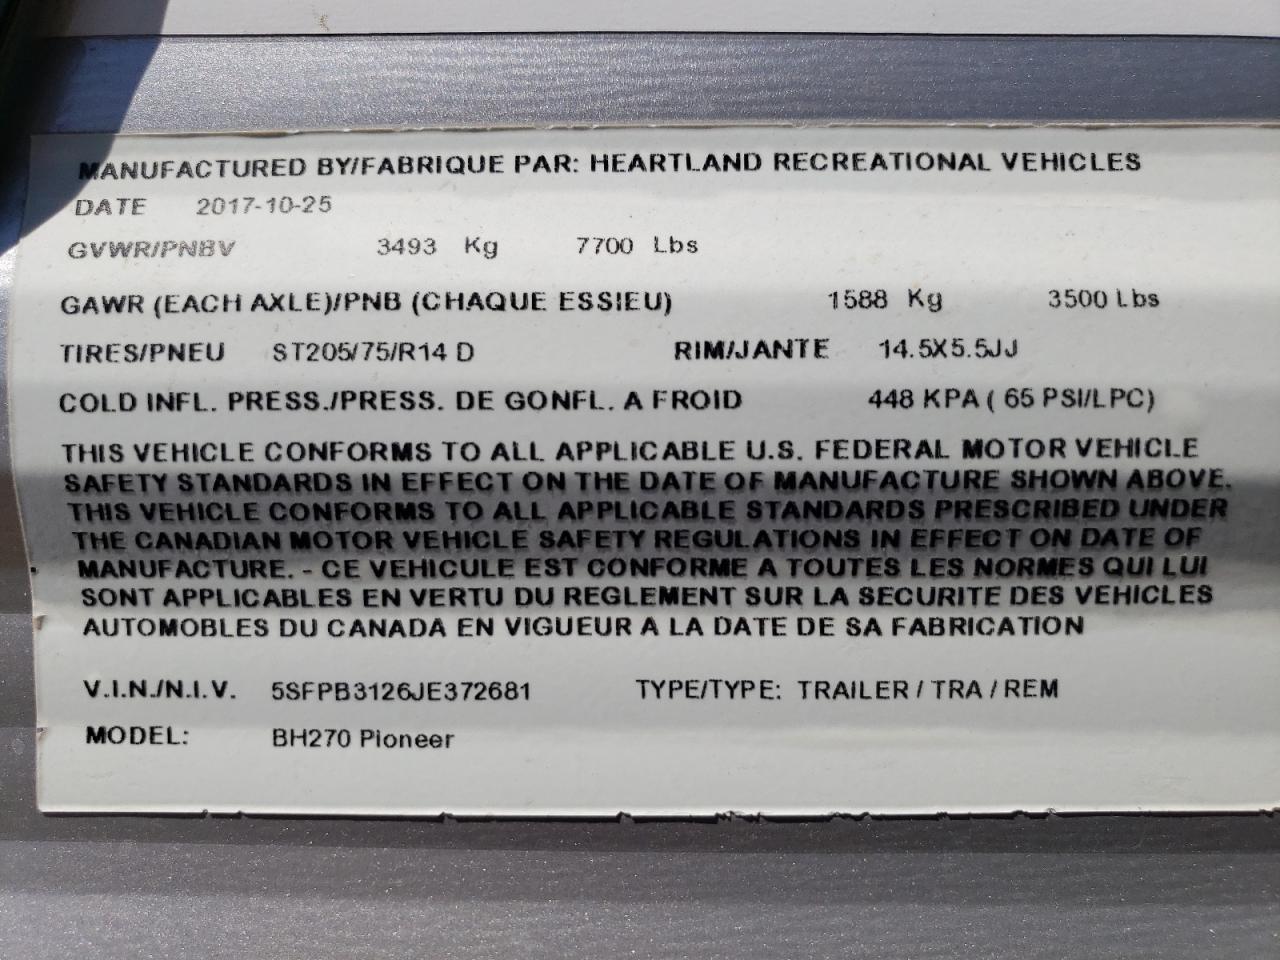 MANUFACTURED BY/FABRIQUE PAR: HEARTLAND RECREATIONAL VEHICLES
DATE 2017-10-25
GVWR/PNBV 3493 Kg 7700 Lbs
GAWR (EACH AXLE)/PNB (CHAQUE ESSIEU) 1588 Kg 3500 Lbs
TIRES/PNEU ST205/75/R14 D RIM/JANTE 14.5X5.5JJ
COLD INFL. PRESS./PRESS. DE GONFL. A FROID 448 KPA ( 65 PSI/LPC)
THIS VEHICLE CONFORMS TO ALL APPLICABLE U.S. FEDERAL MOTOR VEHICLE
SAFETY STANDARDS IN EFFECT ON THE DATE OF MANUFACTURE SHOWN ABOVE.
THIS VEHICLE CONFORMS TO ALL APPLICABLE STANDARDS PRESCRIBED UNDER
THE CANADIAN MOTOR VEHICLE SAFETY REGULATIONS IN EFFECT ON DATE OF
MANUFACTURE. - CE VEHICULE EST CONFORME A TOUTES LES NORMES QUI LUI
SONT APPLICABLES EN VERTU DU REGLEMENT SUR LA SECURITE DES VEHICLES
AUTOMOBLES DU CANADA EN VIGUEUR A LA DATE DE SA FABRICATION
V.I.N./N.I.V. 5SFPB3126JE372681 TYPE/TYPE: TRAILER / TRA / REM
MODEL: BH270 Pioneer